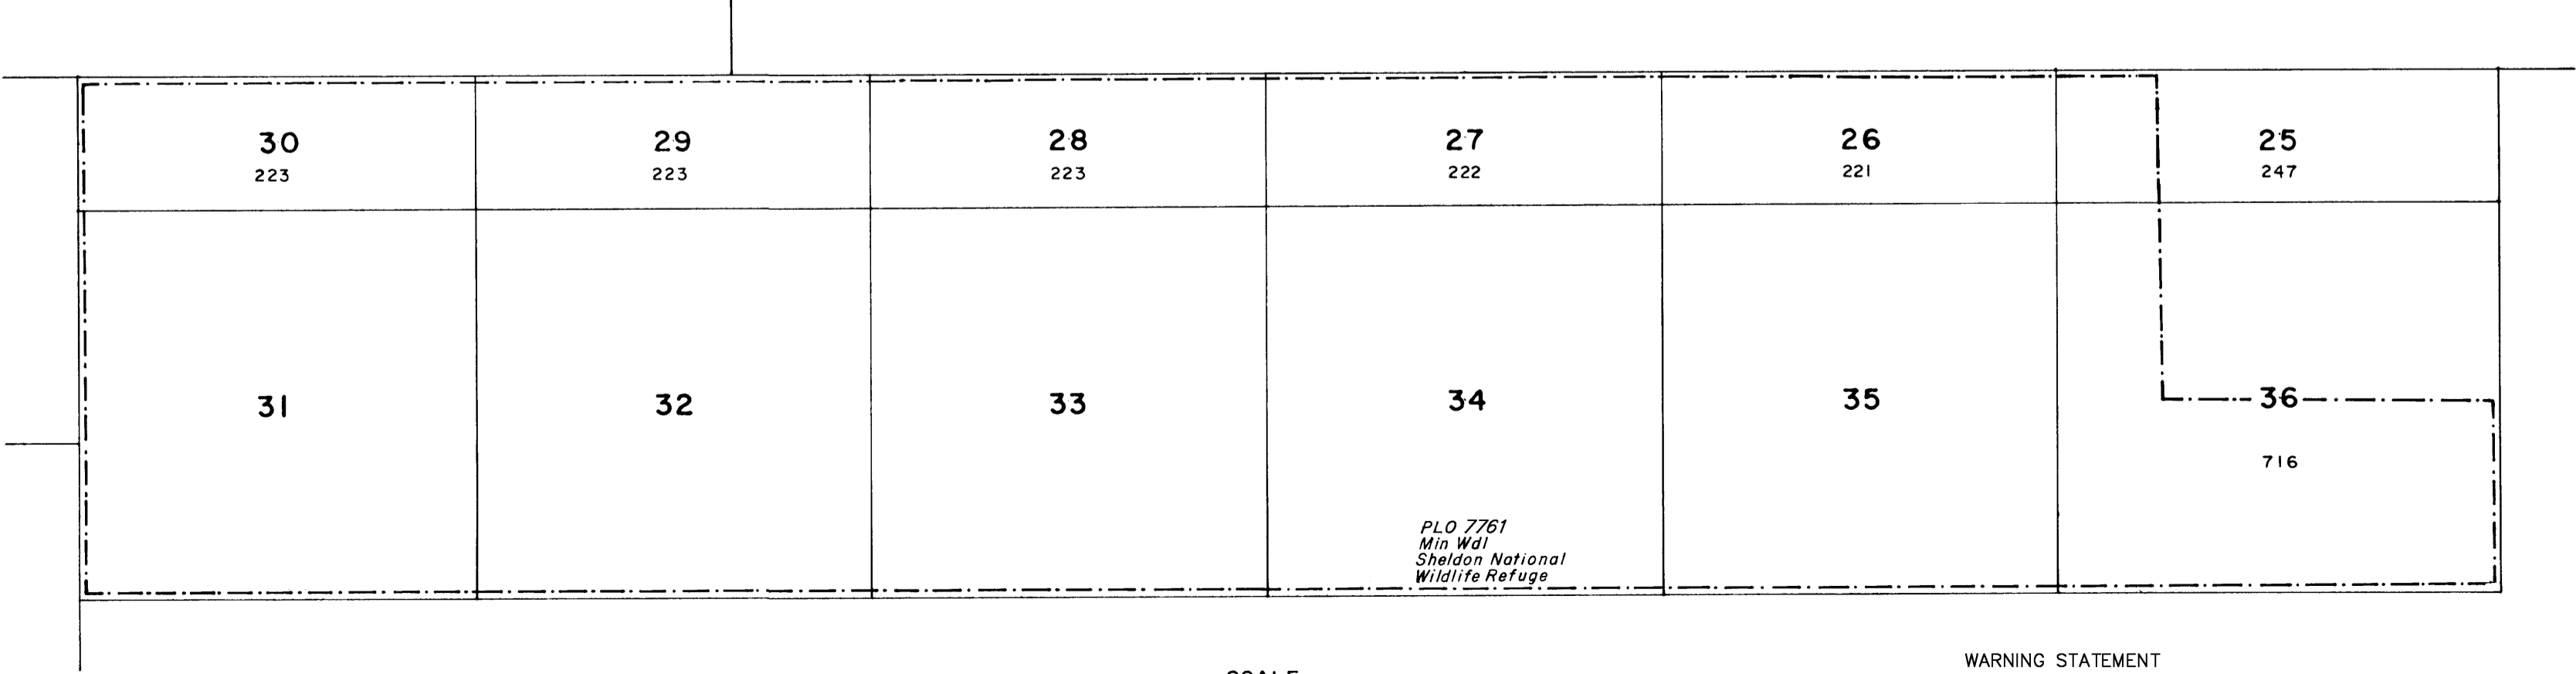 30 29 28 27 26 25
223 223 223 222 221 247
31 32 33 34 35 36
716
PLO 7761
Min Wdl
Sheldon National
Wildlife Refuge
WARNING STATEMENT